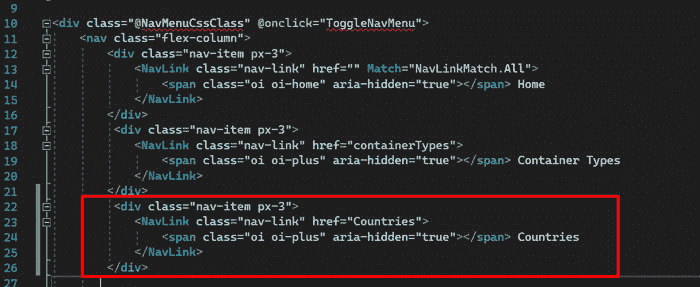 9
10 <div class="@NavMenuCssClass" @onclick="ToggleNavMenu">
11 <nav class="flex-column">
12 <div class="nav-item px-3">
13 <NavLink class="nav-link" href="" Match="NavLinkMatch.All">
14 <span class="oi oi-home" aria-hidden="true"></span> Home
15 </NavLink>
16 </div>
17 <div class="nav-item px-3">
18 <NavLink class="nav-link" href="containerTypes">
19 <span class="oi oi-plus" aria-hidden="true"></span> Container Types
20 </NavLink>
21 </div>
22 <div class="nav-item px-3">
23 <NavLink class="nav-link" href="Countries">
24 <span class="oi oi-plus" aria-hidden="true"></span> Countries
25 </NavLink>
26 </div>
27